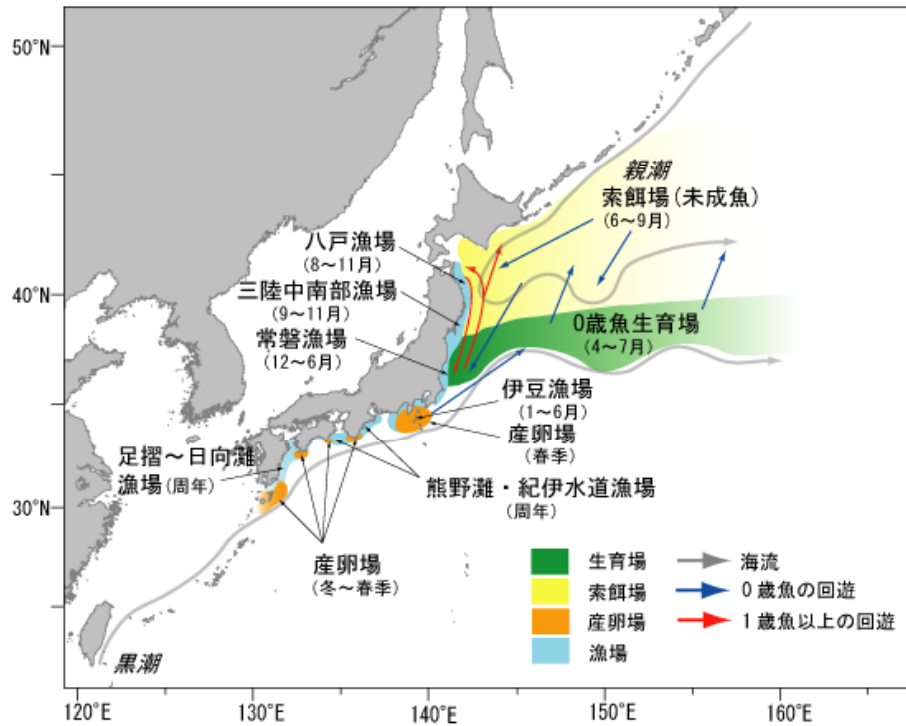 50°N
親潮
索餌場(未成魚)
(6～9月)
八戸漁場
(8～11月)
40°N
三陸中南部漁場
(9～11月)
0歳魚生育場
(4～7月)
常磐漁場
(12～6月)
伊豆漁場
(1～6月)
産卵場
(春季)
足摺～日向灘
漁場(周年)
熊野灘・紀伊水道漁場
(周年)
30°N
産卵場
(冬～春季)
生育場
索餌場
産卵場
漁場
海流
0歳魚の回遊
1歳魚以上の回遊
黒潮
120°E
130°E
140°E
150°E
160°E